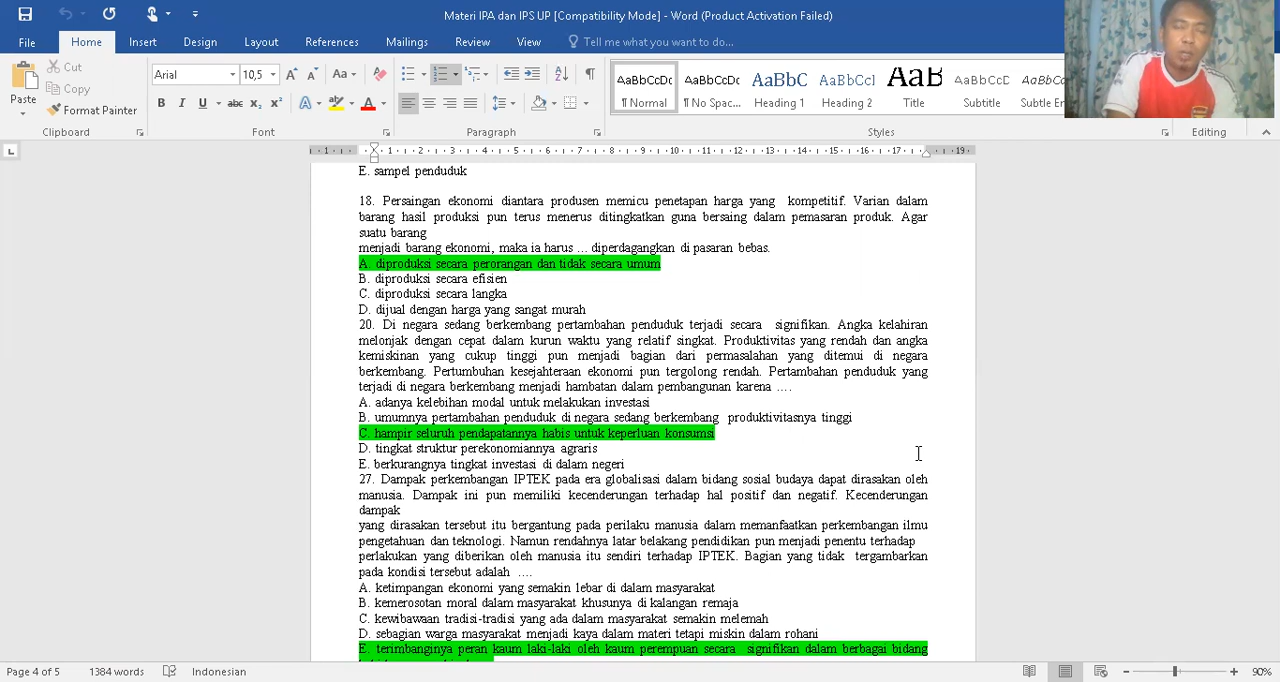 Materi IPA dan IPS UP [Compatibility Mode] - Word (Product Activation Failed)
File Home Insert Design Layout References Mailings Review View Tell me what you want to do...
Paste
Cut
Copy
Format Painter
Arial 10,5
AaBbCcDc AaBbCcDc AaBbC AaBbCcl AaB AaBbCcD AaBbCc
¶ Normal ¶ No Spac... Heading 1 Heading 2 Title Subtitle Subtle En
Clipboard Font Paragraph Styles Editing
E. sampel penduduk
18. Persaingan ekonomi diantara produsen memicu penetapan harga yang kompetitif. Varian dalam
barang hasil produksi pun terus menerus ditingkatkan guna bersaing dalam pemasaran produk. Agar
suatu barang
menjadi barang ekonomi, maka ia harus ... diperdagangkan di pasaran bebas.
A. diproduksi secara perorangan dan tidak secara umum
B. diproduksi secara efisien
C. diproduksi secara langka
D. dijual dengan harga yang sangat murah
20. Di negara sedang berkembang pertambahan penduduk terjadi secara signifikan. Angka kelahiran
melonjak dengan cepat dalam kurun waktu yang relatif singkat. Produktivitas yang rendah dan angka
kemiskinan yang cukup tinggi pun menjadi bagian dari permasalahan yang ditemui di negara
berkembang. Pertumbuhan kesejahteraan ekonomi pun tergolong rendah. Pertambahan penduduk yang
terjadi di negara berkembang menjadi hambatan dalam pembangunan karena ....
A. adanya kelebihan modal untuk melakukan investasi
B. umumnya pertambahan penduduk di negara sedang berkembang produktivitasnya tinggi
C. hampir seluruh pendapatannya habis untuk keperluan konsumsi
D. tingkat struktur perekonomiannya agraris
E. berkurangnya tingkat investasi di dalam negeri
27. Dampak perkembangan IPTEK pada era globalisasi dalam bidang sosial budaya dapat dirasakan oleh
manusia. Dampak ini pun memiliki kecenderungan terhadap hal positif dan negatif. Kecenderungan
dampak
yang dirasakan tersebut itu bergantung pada perilaku manusia dalam memanfaatkan perkembangan ilmu
pengetahuan dan teknologi. Namun rendahnya latar belakang pendidikan pun menjadi penentu terhadap
perlakukan yang diberikan oleh manusia itu sendiri terhadap IPTEK. Bagian yang tidak tergambarkan
pada kondisi tersebut adalah ....
A. ketimpangan ekonomi yang semakin lebar di dalam masyarakat
B. kemerosotan moral dalam masyarakat khusunya di kalangan remaja
C. kewibawaan tradisi-tradisi yang ada dalam masyarakat semakin melemah
D. sebagian warga masyarakat menjadi kaya dalam materi tetapi miskin dalam rohani
E. terimbanginya peran kaum laki-laki oleh kaum perempuan secara signifikan dalam berbagai bidang
Page 4 of 5 1384 words Indonesian 90%